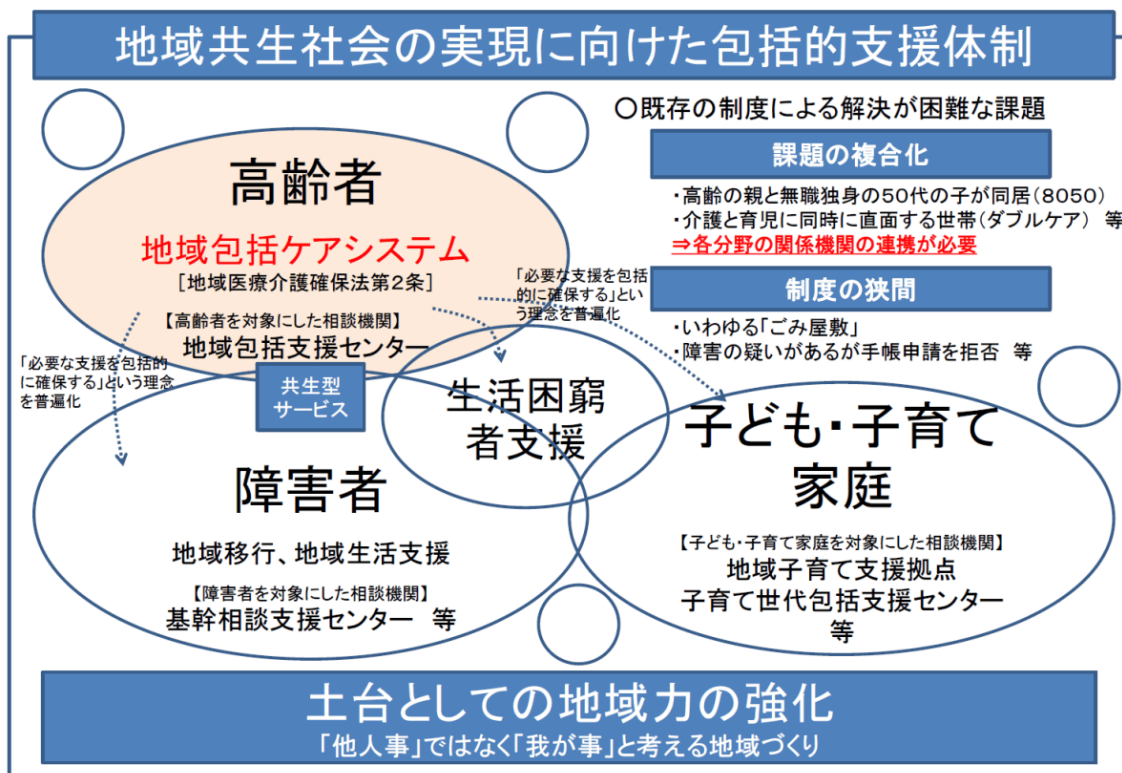 地域共生社会の実現に向けた包括的支援体制
○既存の制度による解決が困難な課題
課題の複合化
・高齢の親と無職独身の50代の子が同居(8050)
・介護と育児に同時に直面する世帯(ダブルケア) 等
⇒各分野の関係機関の連携が必要
制度の狭間
・いわゆる「ごみ屋敷」
・障害の疑いがあるが手帳申請を拒否 等
高齢者
地域包括ケアシステム
[地域医療介護確保法第2条]
【高齢者を対象にした相談機関】
地域包括支援センター
「必要な支援を包括
的に確保する」とい
う理念を普遍化
「必要な支援を包括的
に確保する」という理念
を普遍化
共生型
サービス
生活困窮
者支援
障害者
地域移行、地域生活支援
【障害者を対象にした相談機関】
基幹相談支援センター 等
子ども・子育て
家庭
【子ども・子育て家庭を対象にした相談機関】
地域子育て支援拠点
子育て世代包括支援センター
等
土台としての地域力の強化
「他人事」ではなく「我が事」と考える地域づくり